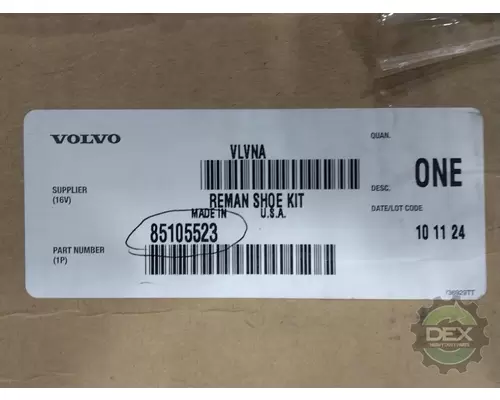 VOLVO
VLVNA
QUAN.
ONE
SUPPLIER
(16V)
REMAN SHOE KIT
DESC.
MADE IN U.S.A.
DATE/LOT CODE
85105523
10 11 24
PART NUMBER
(1P)
DEX